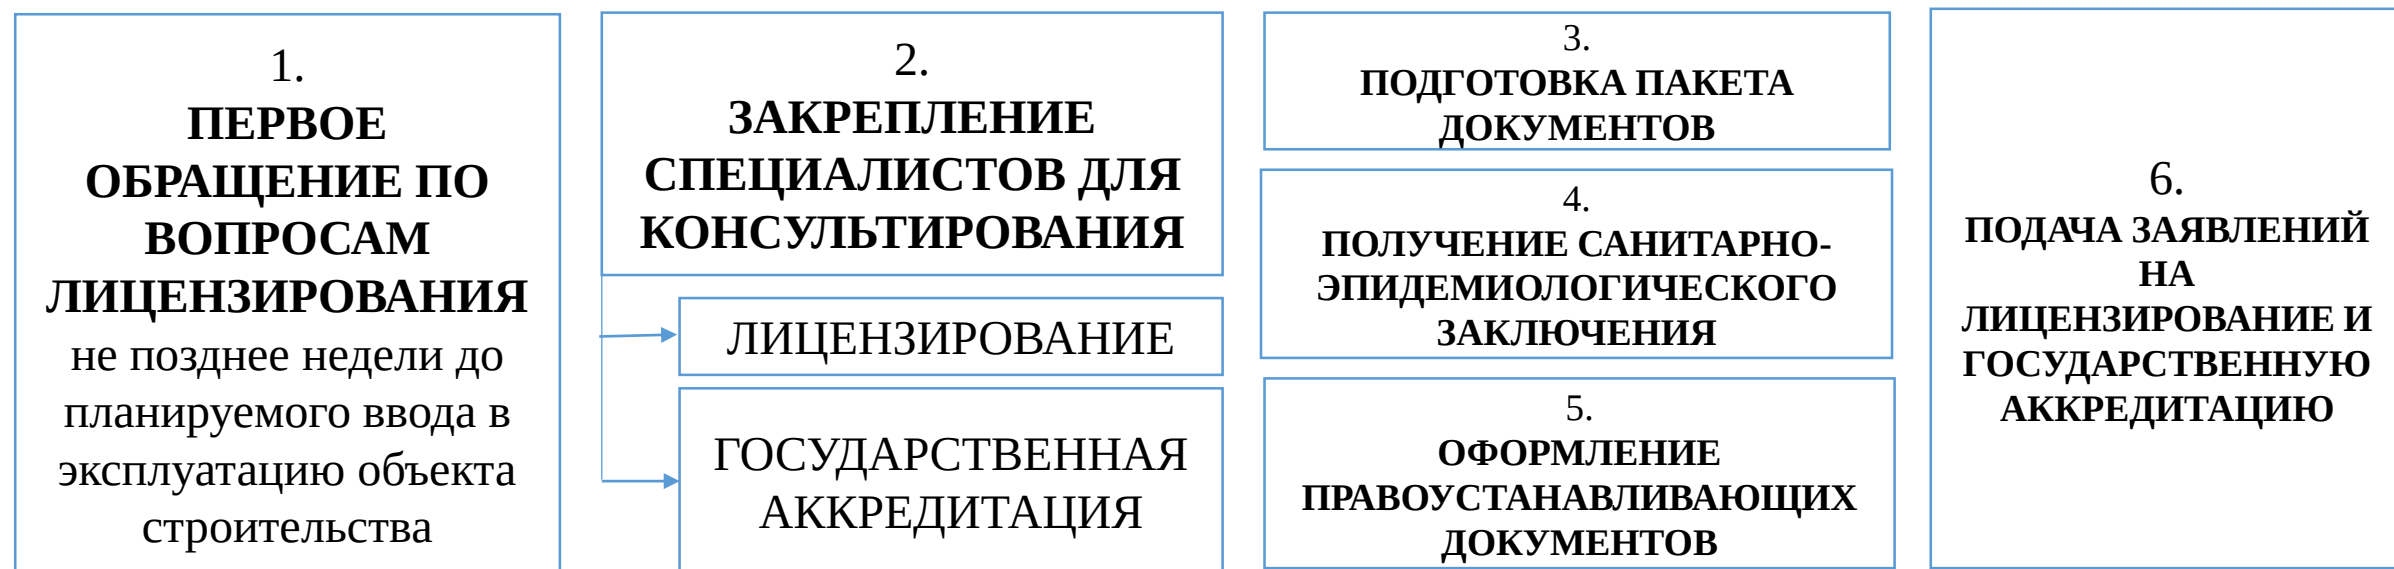 1.
ПЕРВОЕ
ОБРАЩЕНИЕ ПО
ВОПРОСАМ
ЛИЦЕНЗИРОВАНИЯ
не позднее недели до
планируемого ввода в
эксплуатацию объекта
строительства
2.
ЗАКРЕПЛЕНИЕ
СПЕЦИАЛИСТОВ ДЛЯ
КОНСУЛЬТИРОВАНИЯ
ЛИЦЕНЗИРОВАНИЕ
ГОСУДАРСТВЕННАЯ
АККРЕДИТАЦИЯ
3.
ПОДГОТОВКА ПАКЕТА
ДОКУМЕНТОВ
4.
ПОЛУЧЕНИЕ САНИТАРНО-
ЭПИДЕМИОЛОГИЧЕСКОГО
ЗАКЛЮЧЕНИЯ
5.
ОФОРМЛЕНИЕ
ПРАВОУСТАНАВЛИВАЮЩИХ
ДОКУМЕНТОВ
6.
ПОДАЧА ЗАЯВЛЕНИЙ
НА
ЛИЦЕНЗИРОВАНИЕ И
ГОСУДАРСТВЕННУЮ
АККРЕДИТАЦИЮ